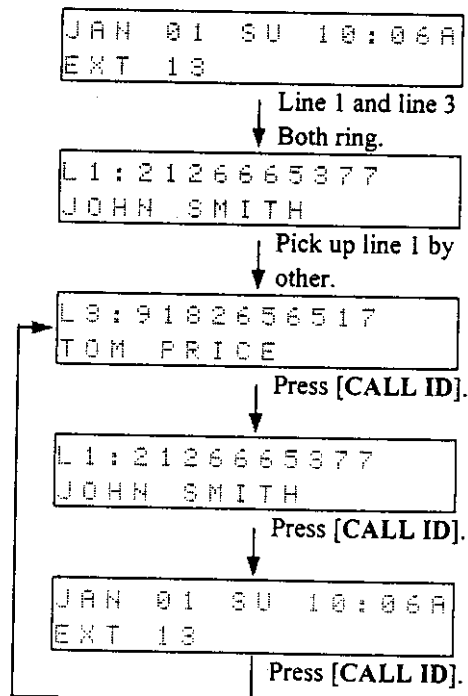 JAN 01 SU 10:06A
EXT 13
Line 1 and line 3
Both ring.
L1:2126665377
JOHN SMITH
Pick up line 1 by
other.
L3:9182656517
TOM PRICE
Press [CALL ID].
L1:2126665377
JOHN SMITH
Press [CALL ID].
JAN 01 SU 10:06A
EXT 13
Press [CALL ID].